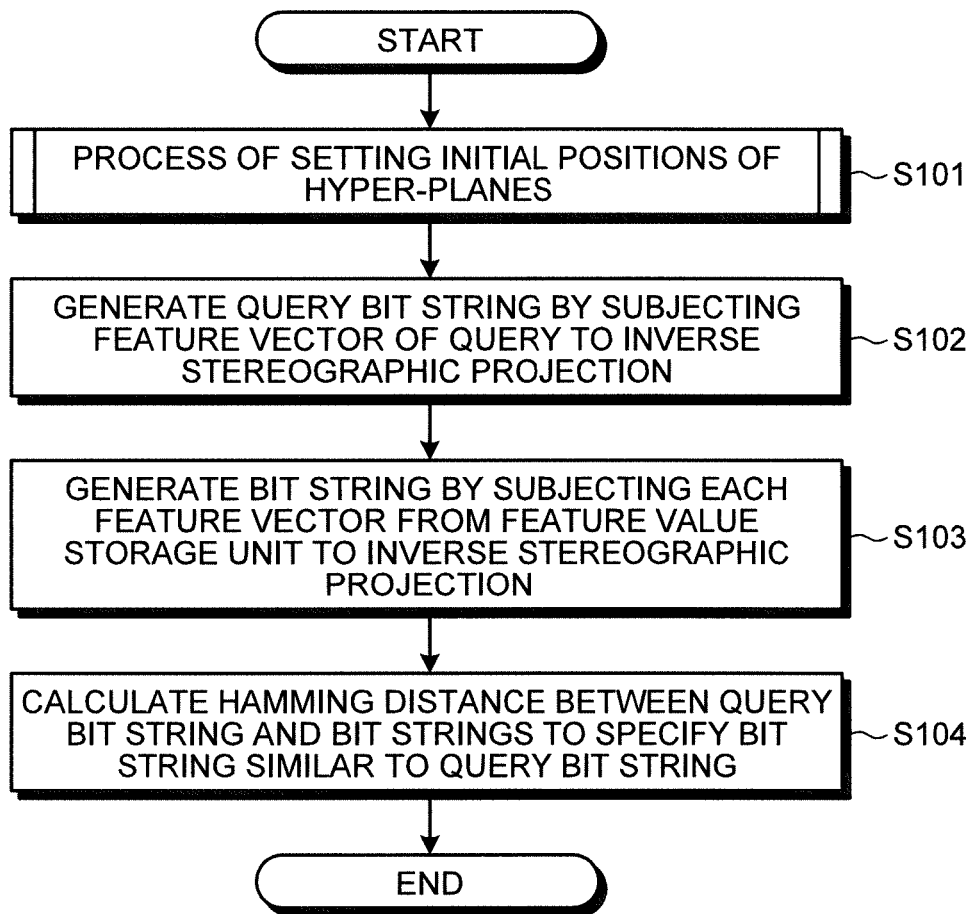 START
PROCESS OF SETTING INITIAL POSITIONS OF
HYPER-PLANES
S101
GENERATE QUERY BIT STRING BY SUBJECTING
FEATURE VECTOR OF QUERY TO INVERSE
STEREOGRAPHIC PROJECTION
S102
GENERATE BIT STRING BY SUBJECTING EACH
FEATURE VECTOR FROM FEATURE VALUE
STORAGE UNIT TO INVERSE STEREOGRAPHIC
PROJECTION
S103
CALCULATE HAMMING DISTANCE BETWEEN QUERY
BIT STRING AND BIT STRINGS TO SPECIFY BIT
STRING SIMILAR TO QUERY BIT STRING
S104
END